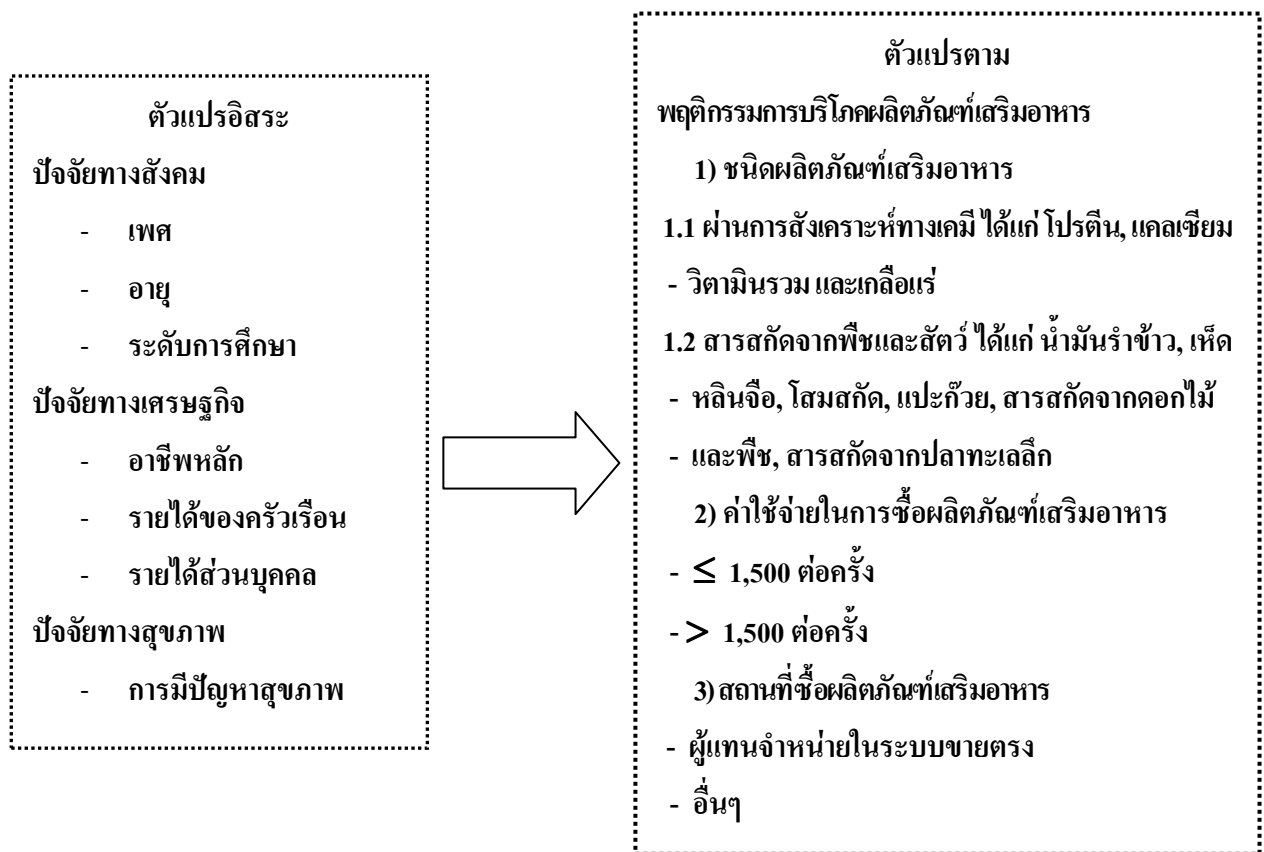 ตัวแปรอิสระ
ปัจจัยทางสังคม
- เพศ
- อายุ
- ระดับการศึกษา
ปัจจัยทางเศรษฐกิจ
- อาชีพหลัก
- รายได้ของครัวเรือน
- รายได้ส่วนบุคคล
ปัจจัยทางสุขภาพ
- การมีปัญหาสุขภาพ
ตัวแปรตาม
พฤติกรรมการบริโภคผลิตภัณฑ์เสริมอาหาร
1) ชนิดผลิตภัณฑ์เสริมอาหาร
1.1 ผ่านการสังเคราะห์ทางเคมี ได้แก่ โปรตีน, แคลเซียม
- วิตามินรวม และเกลือแร่
1.2 สารสกัดจากพืชและสัตว์ ได้แก่ น้ำมันรำข้าว, เห็ด
- หลินจือ, โสมสกัด, แปะก๊วย, สารสกัดจากดอกไม้
- และพืช, สารสกัดจากปลาทะเลลึก
2) ค่าใช้จ่ายในการซื้อผลิตภัณฑ์เสริมอาหาร
- ≤ 1,500 ต่อครั้ง
- > 1,500 ต่อครั้ง
3) สถานที่ซื้อผลิตภัณฑ์เสริมอาหาร
- ผู้แทนจำหน่ายในระบบขายตรง
- อื่นๆ